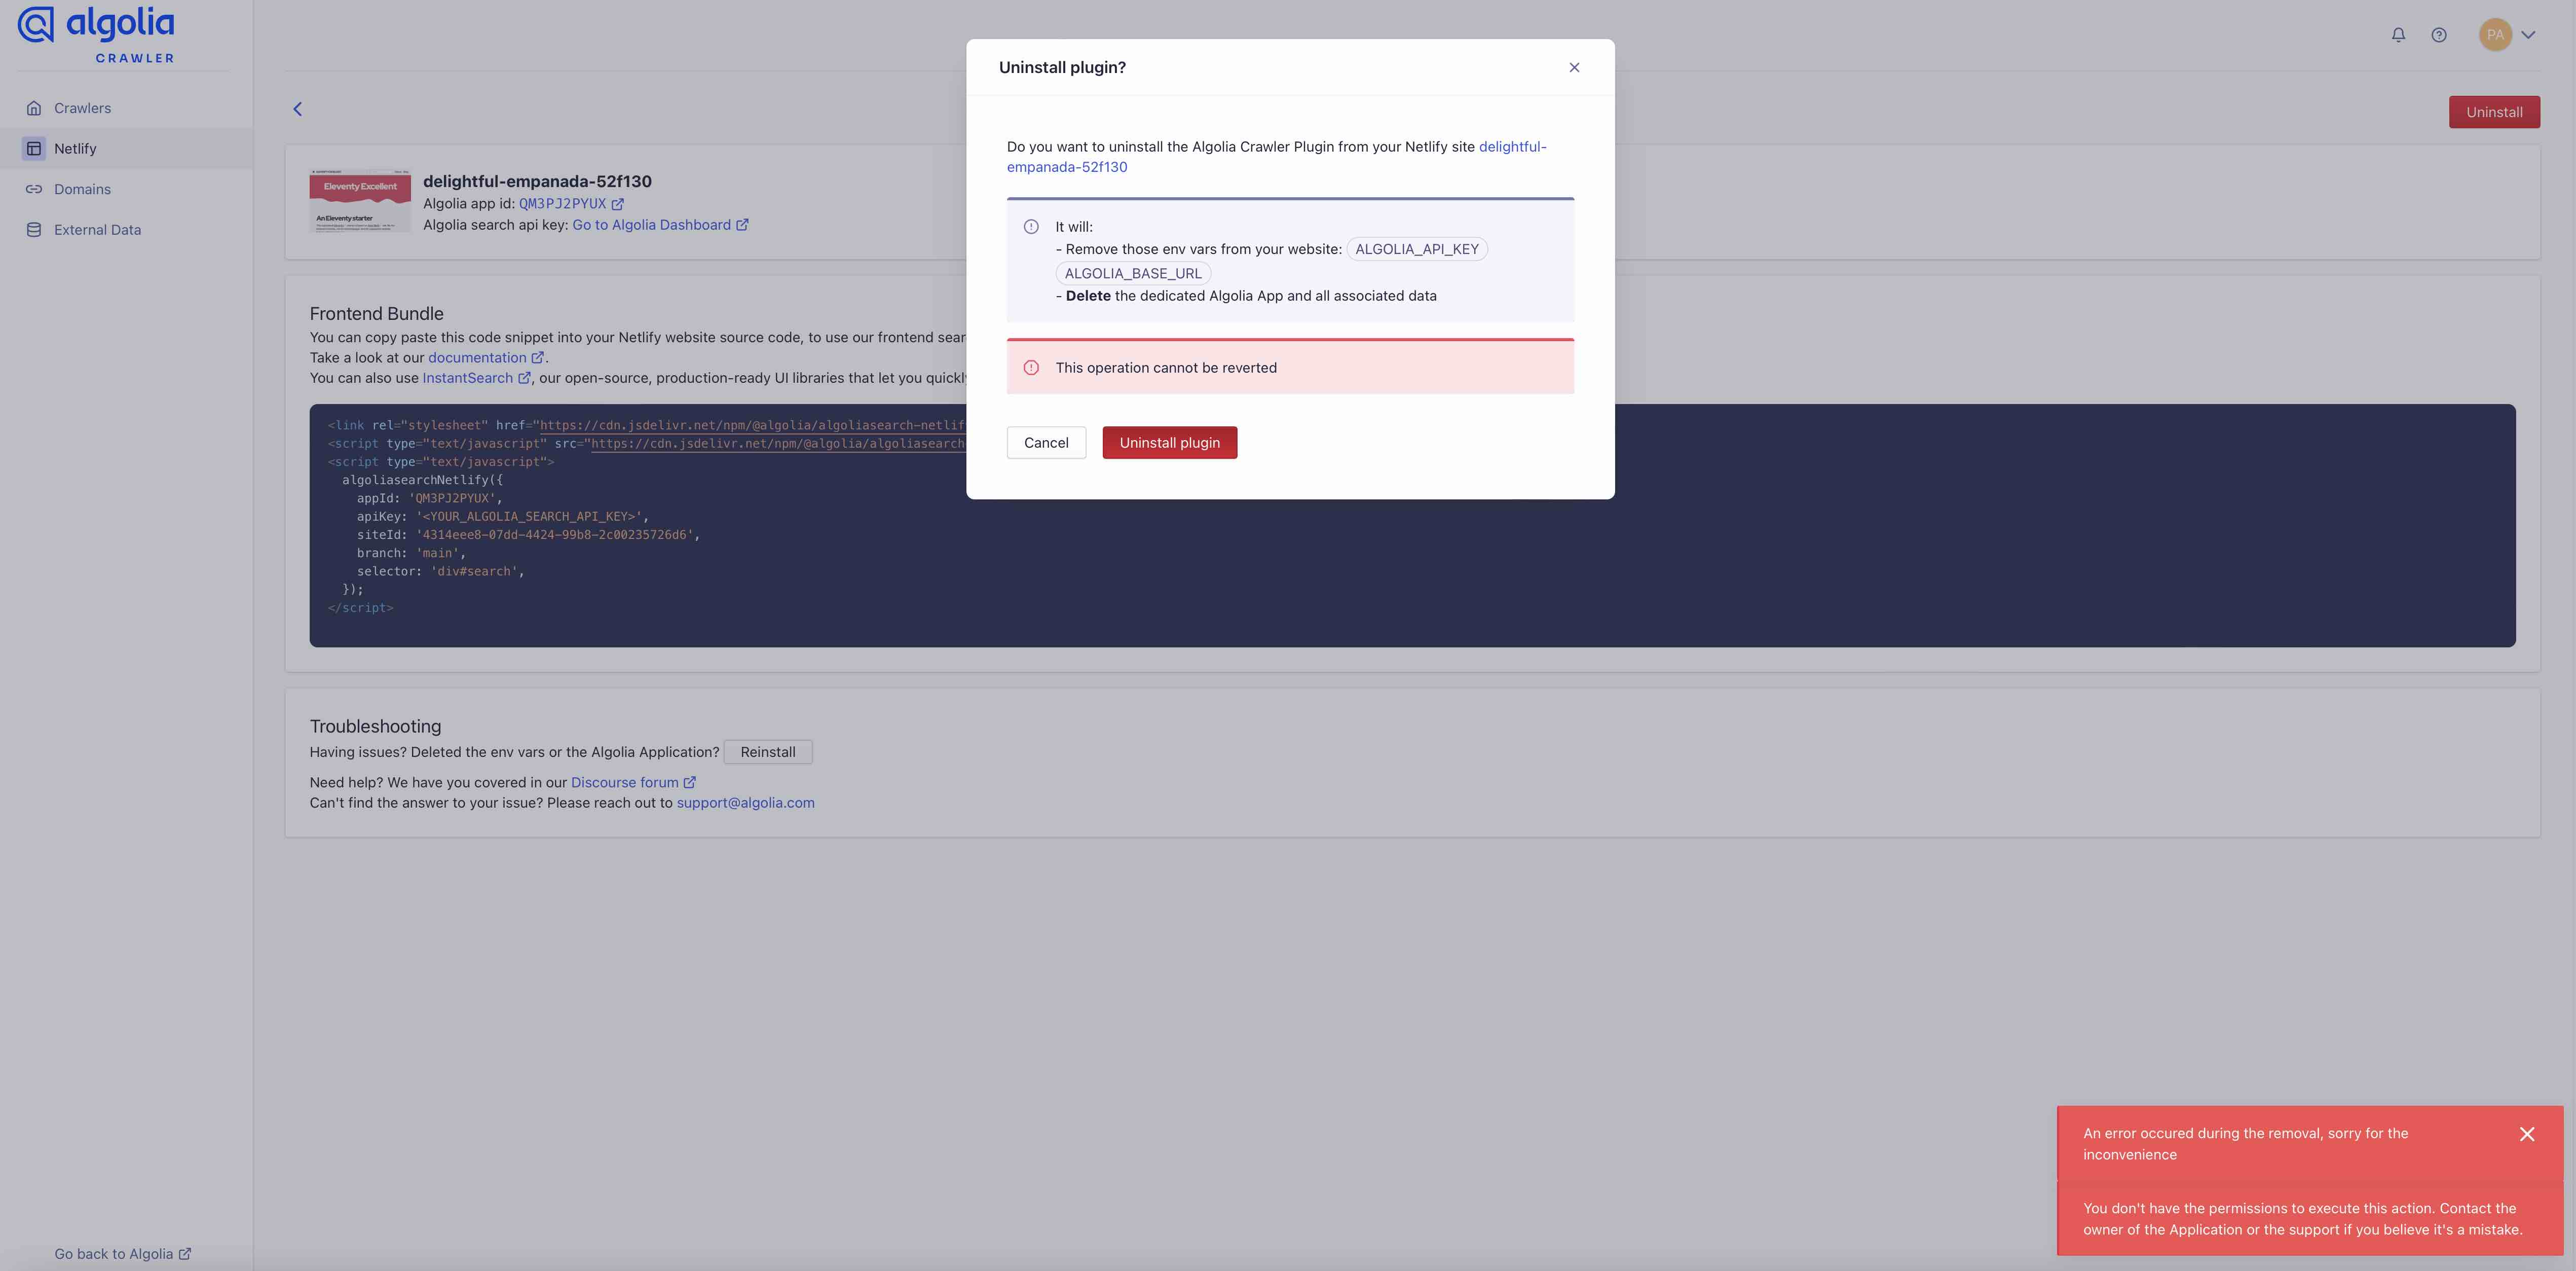 algolia
CRAWLER
Crawlers
Netlify
Domains
External Data
Go back to Algolia
PA
Uninstall
Eleventy Excellent
An Eleventy starter
delightful-empanada-52f130
Algolia app id: QM3PJ2PYUX
Algolia search api key: Go to Algolia Dashboard
Frontend Bundle
You can copy paste this code snippet into your Netlify website source code, to use our frontend sear
Take a look at our documentation.
You can also use InstantSearch, our open-source, production-ready UI libraries that let you quickly
<link rel="stylesheet" href="https://cdn.jsdelivr.net/npm/@algolia/algoliasearch-netlif
<script type="text/javascript" src="https://cdn.jsdelivr.net/npm/@algolia/algoliasearch-
<script type="text/javascript">
algoliasearchNetlify({
appId: 'QM3PJ2PYUX',
apiKey: '<YOUR_ALGOLIA_SEARCH_API_KEY>',
siteId: '4314eee8-07dd-4424-99b8-2c00235726d6',
branch: 'main',
selector: 'div#search',
});
</script>
Troubleshooting
Having issues? Deleted the env vars or the Algolia Application? Reinstall
Need help? We have you covered in our Discourse forum
Can't find the answer to your issue? Please reach out to support@algolia.com
Uninstall plugin?
Do you want to uninstall the Algolia Crawler Plugin from your Netlify site delightful-
empanada-52f130
It will:
- Remove those env vars from your website: ALGOLIA_API_KEY
ALGOLIA_BASE_URL
- Delete the dedicated Algolia App and all associated data
This operation cannot be reverted
Cancel
Uninstall plugin
An error occured during the removal, sorry for the
inconvenience
You don't have the permissions to execute this action. Contact the
owner of the Application or the support if you believe it's a mistake.